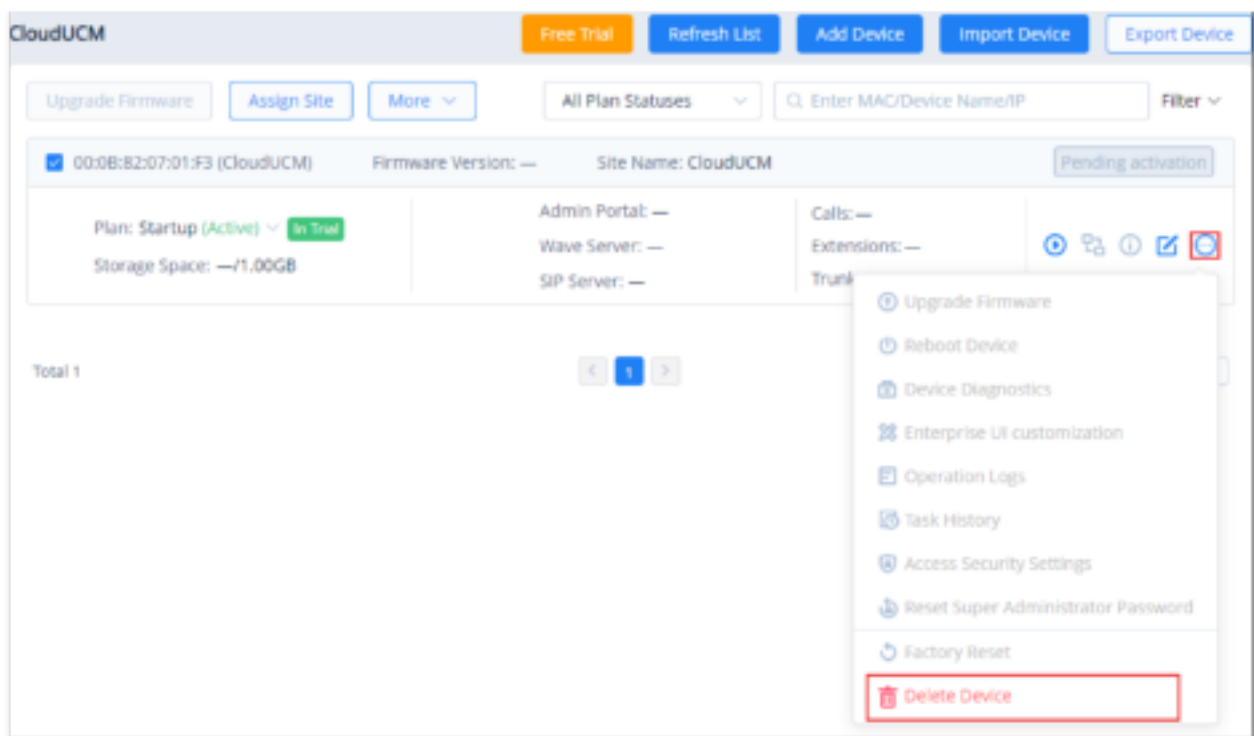 CloudUCM
Free Trial
Refresh List
Add Device
Import Device
Export Device
Upgrade Firmware
Assign Site
More
All Plan Statuses
Enter MAC/Device Name/IP
Filter
00:0B:82:07:01:F3 (CloudUCM)
Firmware Version: —
Site Name: CloudUCM
Pending activation
Plan: Startup (Active)
In Trial
Storage Space: —/1.00GB
Admin Portal: —
Wave Server: —
SIP Server: —
Calls: —
Extensions: —
Trunk
Upgrade Firmware
Reboot Device
Device Diagnostics
Enterprise UI customization
Operation Logs
Task History
Access Security Settings
Reset Super Administrator Password
Factory Reset
Delete Device
Total 1
< 1 >